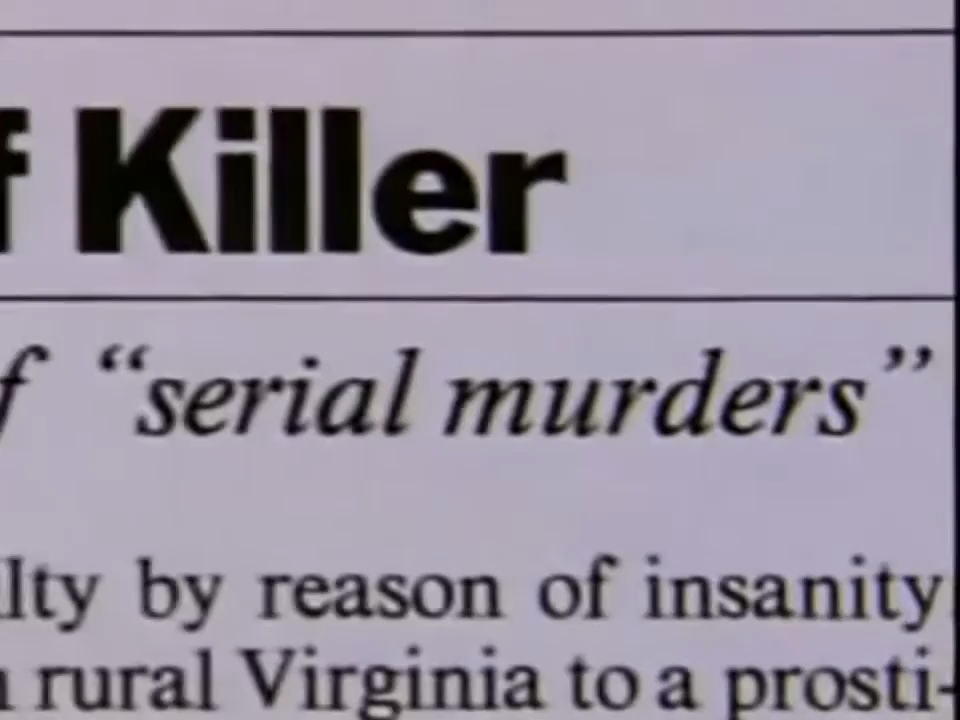 f Killer
f “serial murders”
lty by reason of insanity
rural Virginia to a prosti-